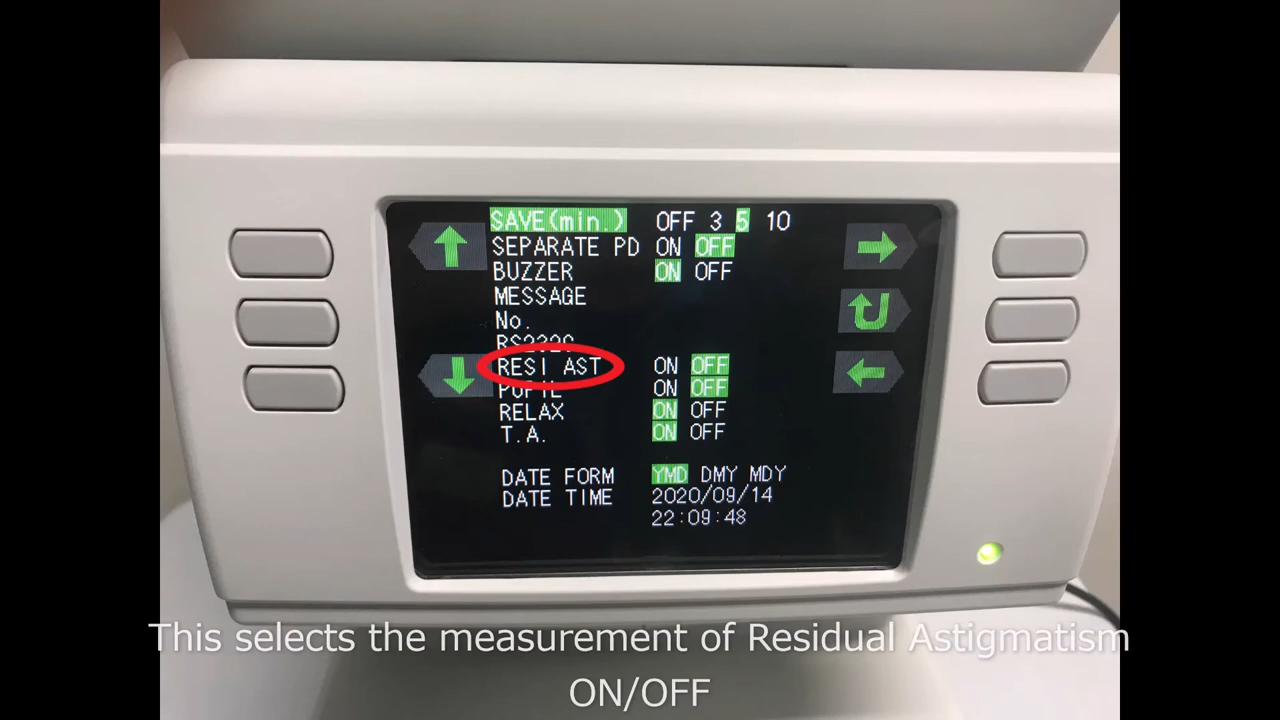 SAVE(min.) OFF 3 5 10
SEPARATE PD ON OFF
BUZZER ON OFF
MESSAGE
No.
RS232C
RESI AST ON OFF
PUPIL ON OFF
RELAX ON OFF
T.A. ON OFF
DATE FORM YMD DMY MDY
DATE TIME 2020/09/14
22:09:48
This selects the measurement of Residual Astigmatism
ON/OFF